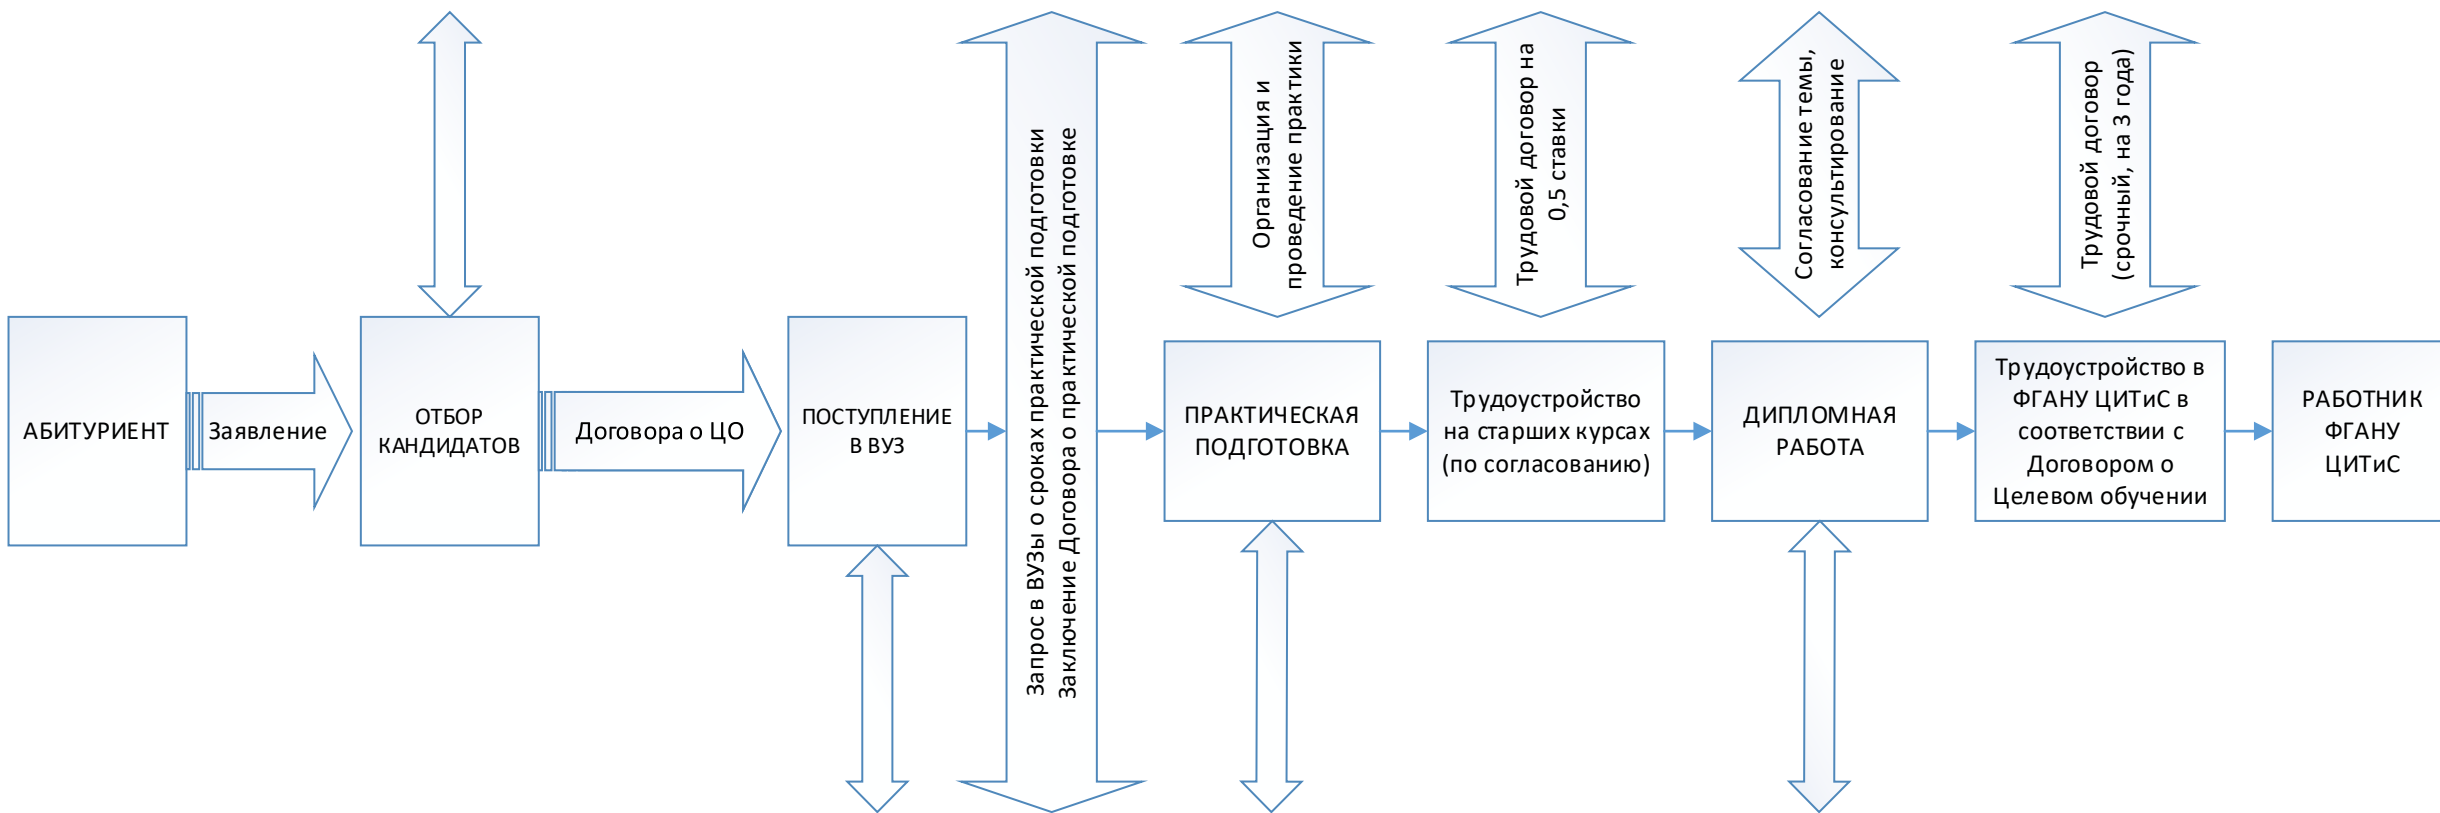 АБИТУРИЕНТ
Заявление
ОТБОР
КАНДИДАТОВ
Договора о ЦО
ПОСТУПЛЕНИЕ
В ВУЗ
Запрос в ВУЗы о сроках практической подготовки
Заключение Договора о практической подготовке
Организация и
проведение практики
ПРАКТИЧЕСКАЯ
ПОДГОТОВКА
Трудовой договор на
0,5 ставки
Трудоустройство
на старших курсах
(по согласованию)
Согласование темы,
консультирование
ДИПЛОМНАЯ
РАБОТА
Трудовой договор
(срочный, на 3 года)
Трудоустройство в
ФГАНУ ЦИТиС в
соответствии с
Договором о
Целевом обучении
РАБОТНИК
ФГАНУ
ЦИТиС